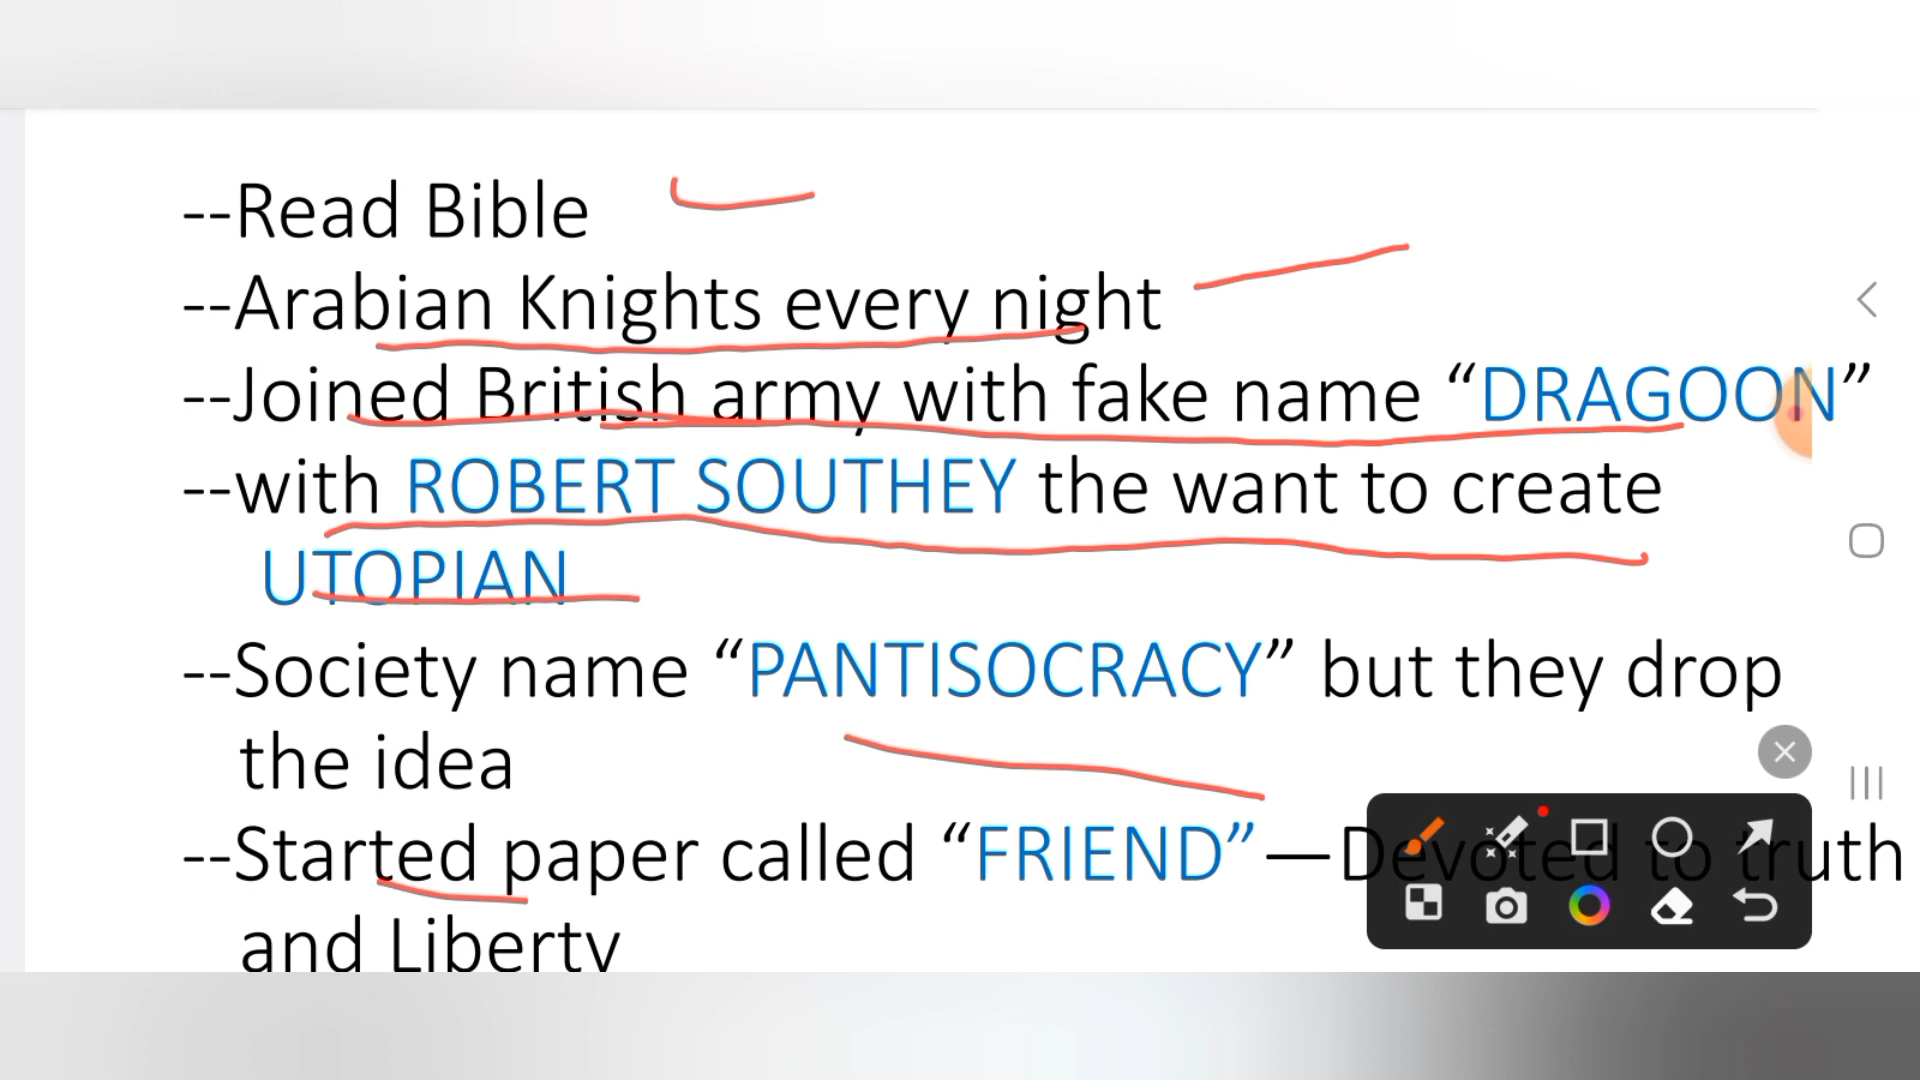 --Read Bible
--Arabian Knights every night
--Joined British army with fake name “DRAGOON”
--with ROBERT SOUTHEY the want to create
UTOPIAN
--Society name “PANTISOCRACY” but they drop
the idea
--Started paper called “FRIEND”—Devoted to truth
and Liberty